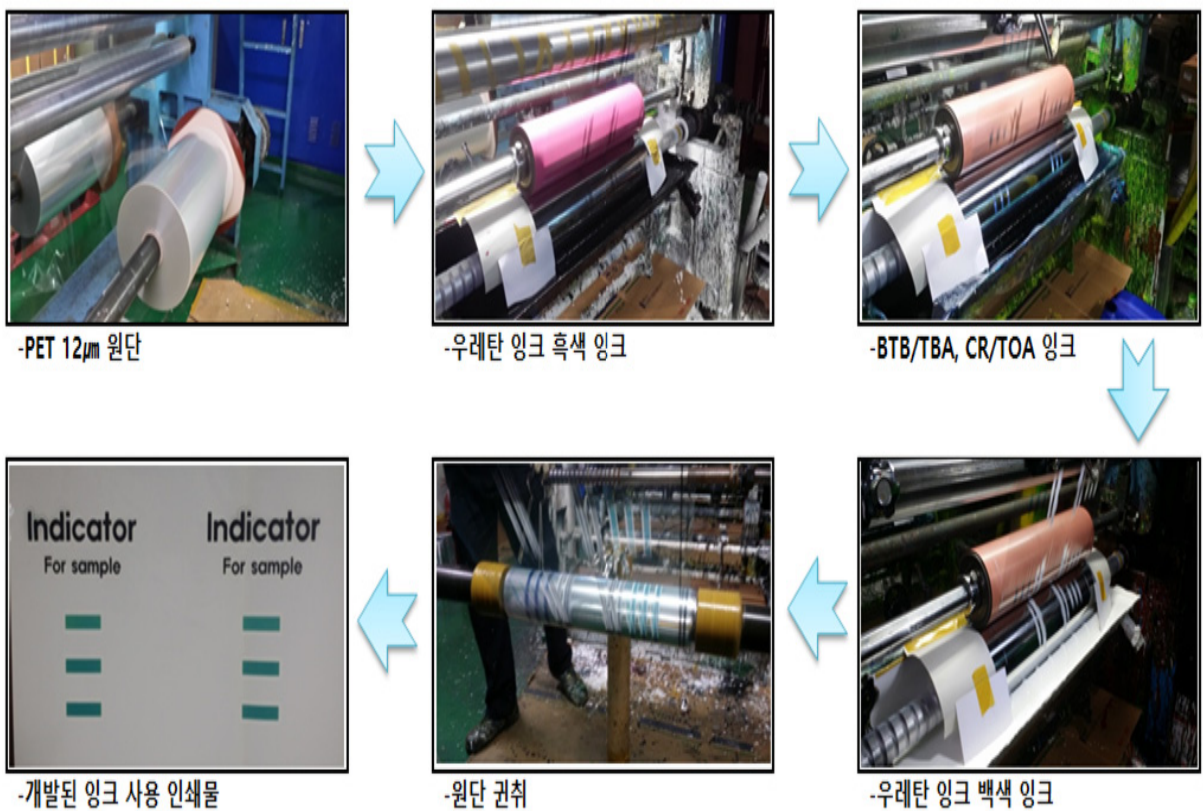 -PET 12㎛ 원단
-우레탄 잉크 흑색 잉크
-BTB/TBA, CR/TOA 잉크
Indicator
For sample
Indicator
For sample
-개발된 잉크 사용 인쇄물
-원단 귄취
-우레탄 잉크 백색 잉크